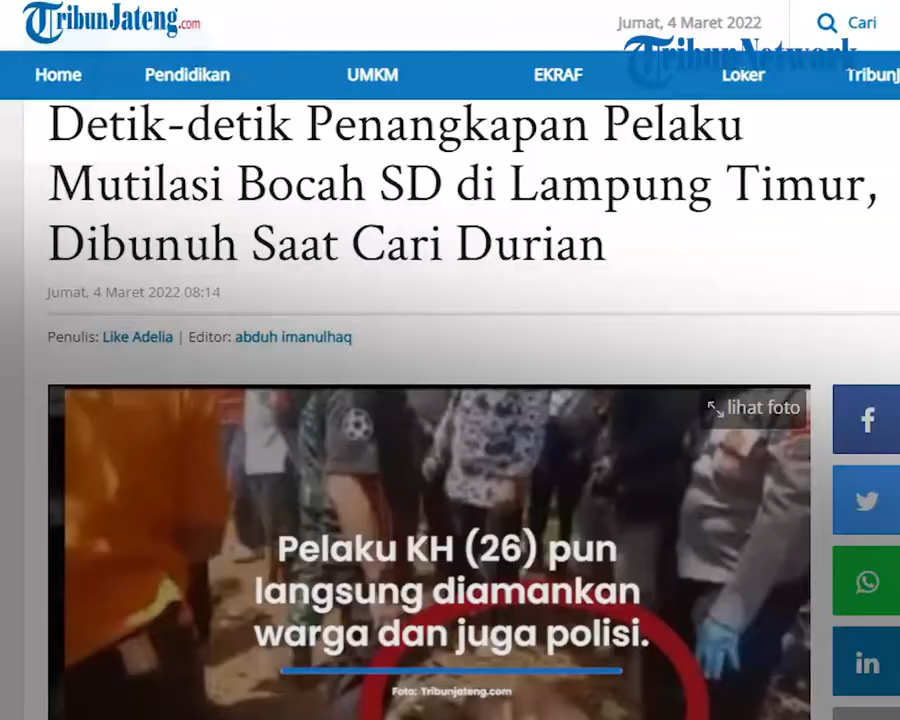 TribunJateng.com
Jumat, 4 Maret 2022
Cari
TribunNetwork
Home Pendidikan UMKM EKRAF Loker TribunJ
Detik-detik Penangkapan Pelaku
Mutilasi Bocah SD di Lampung Timur,
Dibunuh Saat Cari Durian
Jumat, 4 Maret 2022 08:14
Penulis: Like Adelia | Editor: abduh imanulhaq
lihat foto
Pelaku KH (26) pun
langsung diamankan
warga dan juga polisi.
Foto: Tribunjateng.com